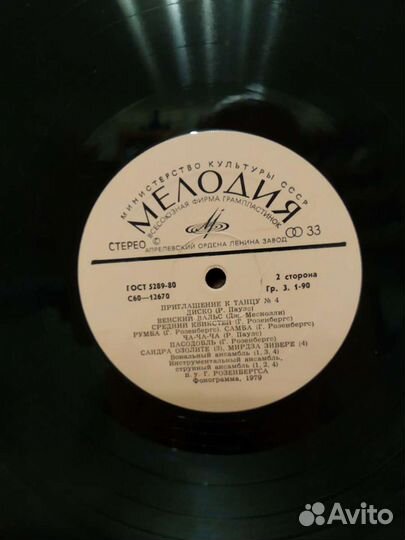 МИНИСТЕРСТВО КУЛЬТУРЫ СССР
МЕЛОДИЯ
ВСЕСОЮЗНАЯ ФИРМА ГРАМПЛАСТИНОК
СТЕРЕО
33
АПРЕЛЕВСКИЙ ОРДЕНА ЛЕНИНА ЗАВОД
ГОСТ 5289-80
2 сторона
С60—12670
Гр. 3. 1-90
ПРИГЛАШЕНИЕ К ТАНЦУ № 4
ДИСКО (Р. Паулс)
ВЕНСКИЙ ВАЛЬС (Дж. Месколли)
СРЕДНИЙ КВИКСТЕП (Г. Розенбергс)
РУМБА (Г. Розенбергс), САМБА (Г. Розенбергс)
ЧА-ЧА-ЧА (Р. Паулс)
ПАСОДОБЛЬ (Г. Розенбергс)
САНДРА ОЗОЛИТЕ (3), МИРДЗА ЗИВЕРЕ (4)
Вокальный ансамбль (1, 3, 4)
Инструментальный ансамбль,
струнный ансамбль (1, 2, 4)
п/у Г. РОЗЕНБЕРГСА
Фонограмма, 1979
Avito